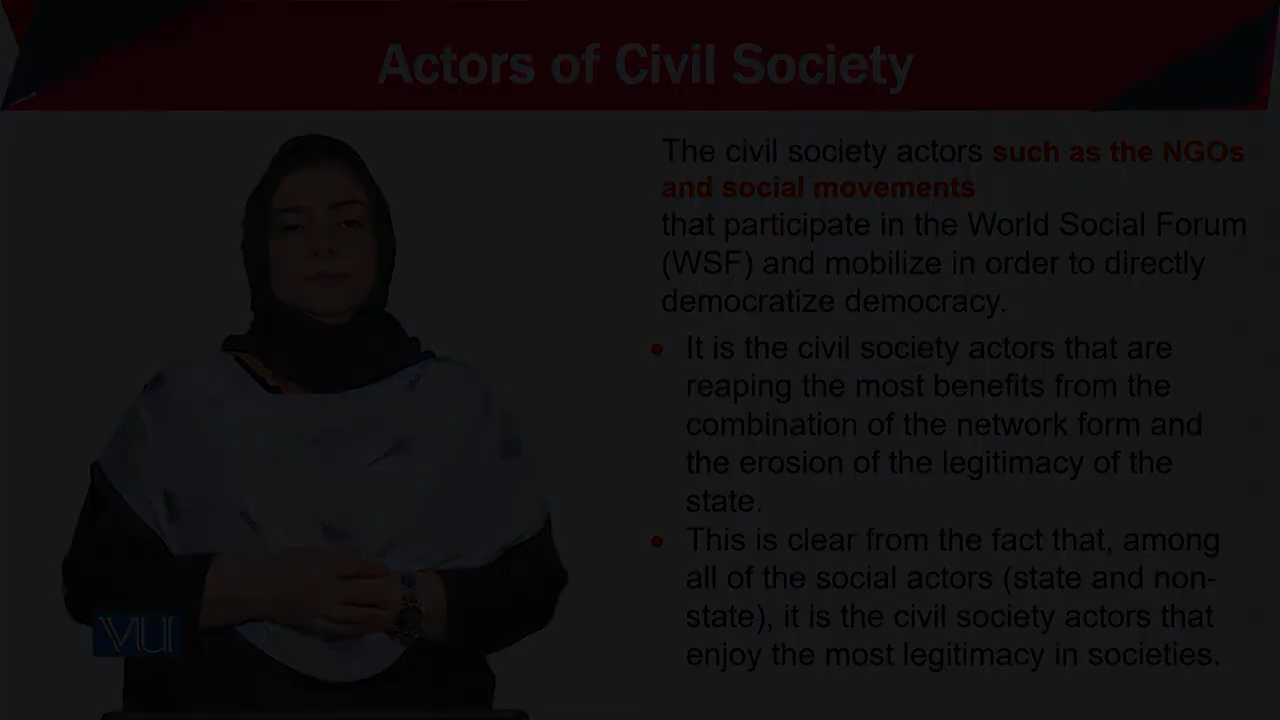 Actors of Civil Society
The civil society actors such as the NGOs
and social movements
that participate in the World Social Forum
(WSF) and mobilize in order to directly
democratize democracy.
• It is the civil society actors that are
reaping the most benefits from the
combination of the network form and
the erosion of the legitimacy of the
state.
• This is clear from the fact that, among
all of the social actors (state and non-
state), it is the civil society actors that
enjoy the most legitimacy in societies.
VU